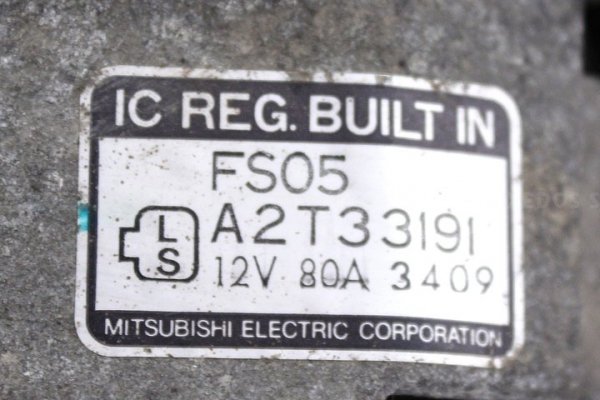 IC REG. BUILT IN
FS05
L
S
A2T33191
12V 80A 3409
MITSUBISHI ELECTRIC CORPORATION